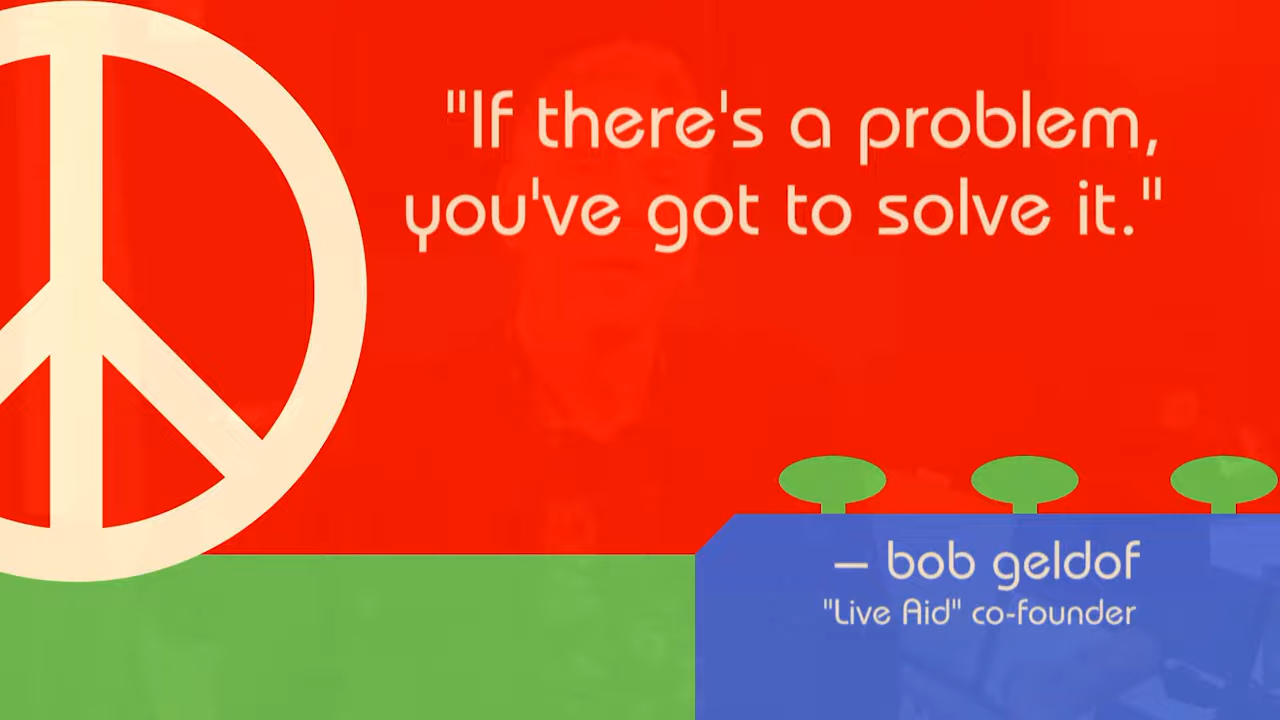 "If there's a problem,
you've got to solve it."
— bob geldof
"Live Aid" co-founder